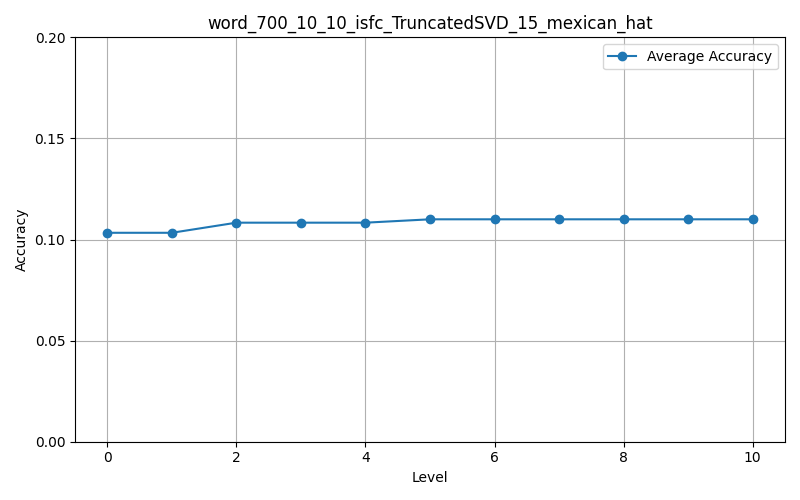 word_700_10_10_isfc_TruncatedSVD_15_mexican_hat
Average Accuracy
0.20
0.15
0.10
0.05
0.00
Accuracy
0 2 4 6 8 10
Level